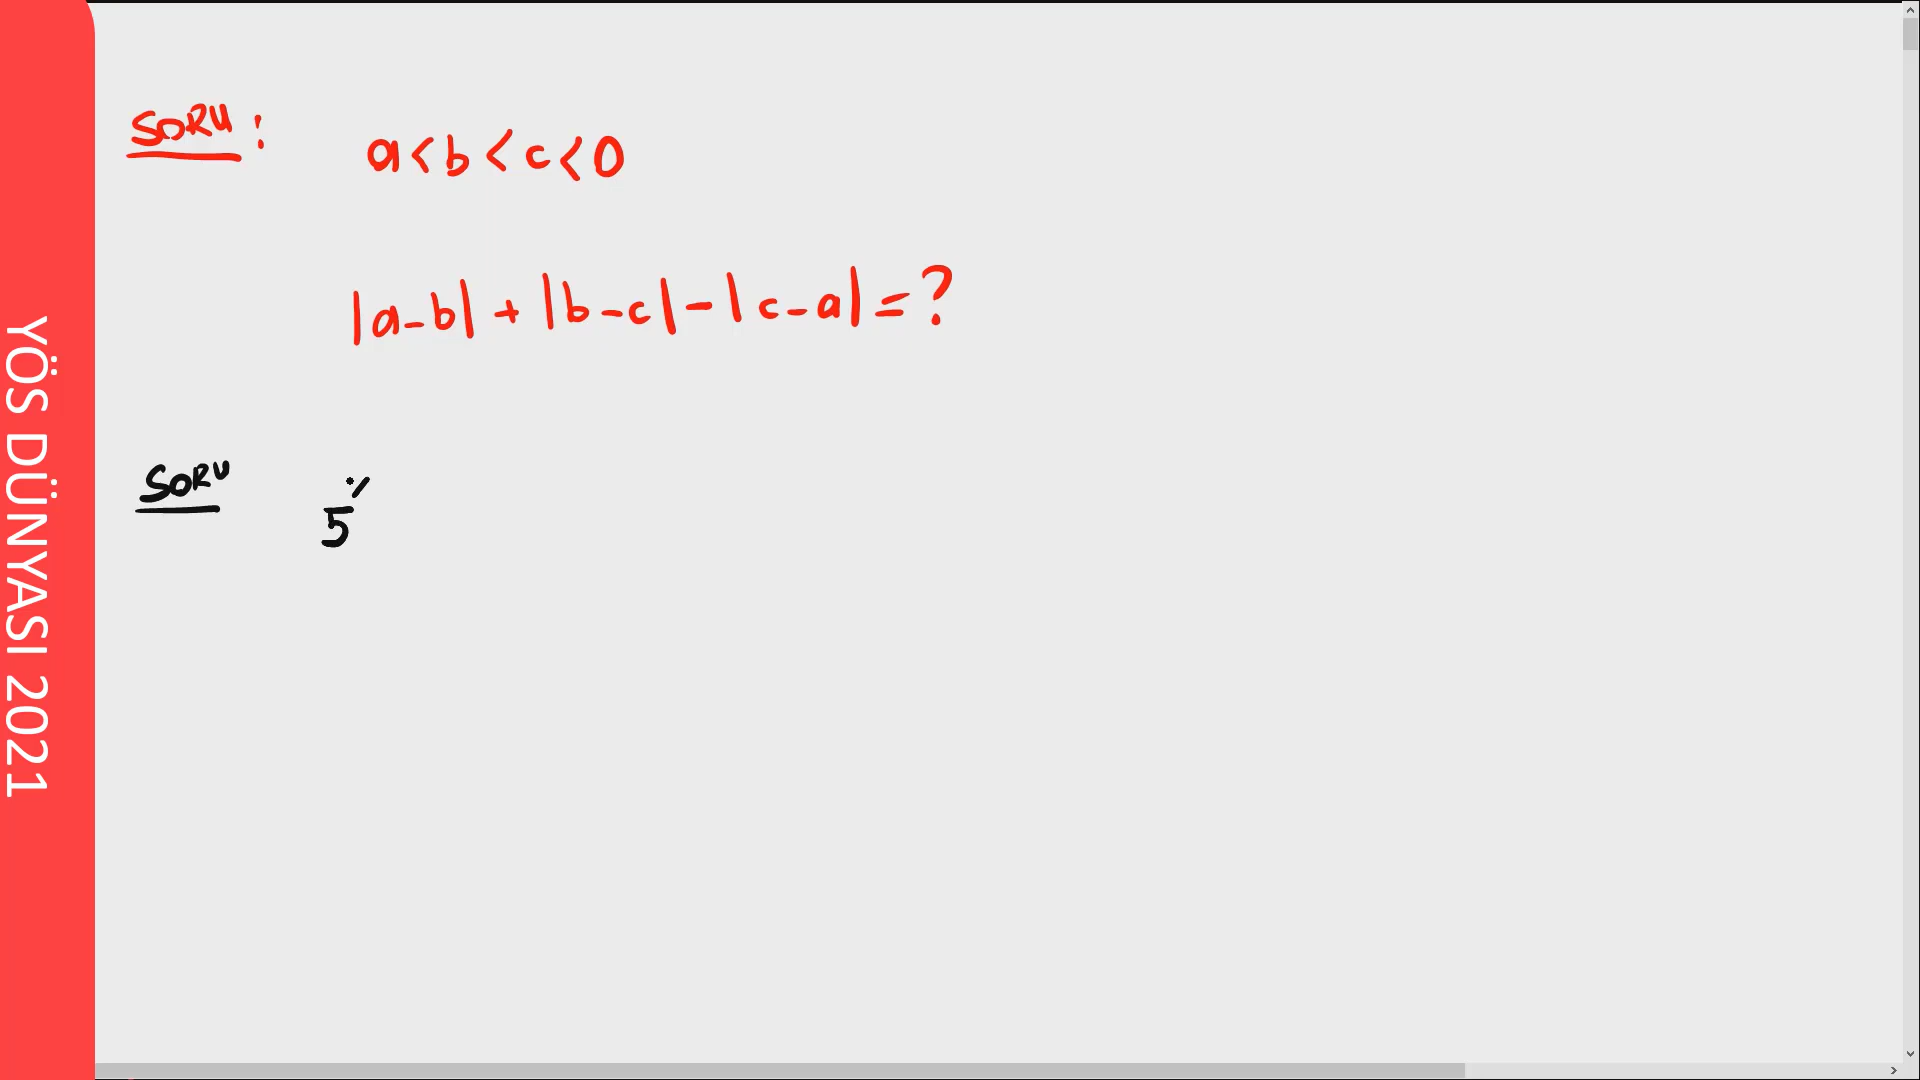 SORU : a<b<c<0
|a-b| + |b-c| - |c-a| = ?
SORU 5
YÖS DÜNYASI 2021